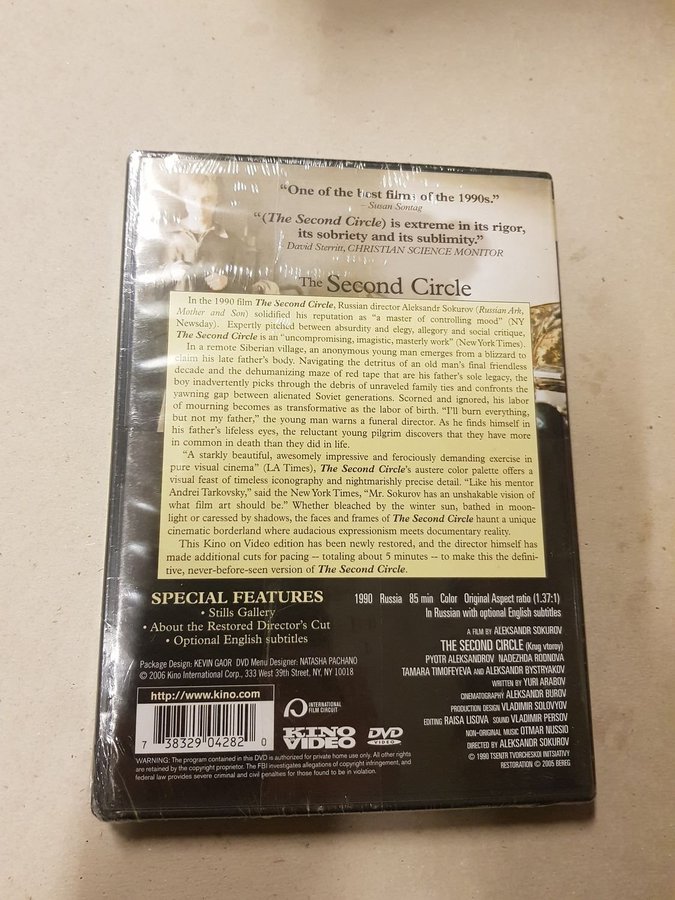 “One of the best films of the 1990s.”
– Susan Sontag
“(The Second Circle) is extreme in its rigor,
its sobriety and its sublimity.”
David Sterritt, CHRISTIAN SCIENCE MONITOR
The Second Circle
In the 1990 film The Second Circle, Russian director Aleksandr Sokurov (Russian Ark,
Mother and Son) solidified his reputation as “a master of controlling mood” (NY
Newsday). Expertly pitched between absurdity and elegy, allegory and social critique,
The Second Circle is an “uncompromising, imagistic, masterly work” (New York Times).
In a remote Siberian village, an anonymous young man emerges from a blizzard to
claim his late father’s body. Navigating the detritus of an old man’s final friendless
decade and the dehumanizing maze of red tape that are his father’s sole legacy, the
boy inadvertently picks through the debris of unraveled family ties and confronts the
yawning gap between alienated Soviet generations. Scorned and ignored, his labor
of mourning becomes as transformative as the labor of birth. “I’ll burn everything,
but not my father,” the young man warns a funeral director. As he finds himself in
his father’s lifeless eyes, the reluctant young pilgrim discovers that they have more
in common in death than they did in life.
“A starkly beautiful, awesomely impressive and ferociously demanding exercise in
pure visual cinema” (LA Times), The Second Circle’s austere color palette offers a
visual feast of timeless iconography and nightmarishly precise detail. “Like his mentor
Andrei Tarkovsky,” said the New York Times, “Mr. Sokurov has an unshakable vision of
what film art should be.” Whether bleached by the winter sun, bathed in moon-
light or caressed by shadows, the faces and frames of The Second Circle haunt a unique
cinematic borderland where audacious expressionism meets documentary reality.
This Kino on Video edition has been newly restored, and the director himself has
made additional cuts for pacing -- totaling about 5 minutes -- to make this the defini-
tive, never-before-seen version of The Second Circle.
SPECIAL FEATURES
• Stills Gallery
• About the Restored Director’s Cut
• Optional English subtitles
Package Design: KEVIN GAOR DVD Menu Designer: NATASHA PACHANO
© 2006 Kino International Corp., 333 West 39th Street, NY, NY 10018
http://www.kino.com
7 38329 04282 0
INTERNATIONAL
FILM CIRCUIT
KINO
VIDEO
DVD
VIDEO
WARNING: The program contained in this DVD is authorized for private home use only. All other rights
are retained by the copyright proprietor. The FBI investigates allegations of copyright infringement, and
federal law provides severe criminal and civil penalties for those found to be in violation.
1990 Russia 85 min Color Original Aspect ratio (1.37:1)
In Russian with optional English subtitles
A FILM BY ALEKSANDR SOKUROV
THE SECOND CIRCLE (Krug vtoroy)
PYOTR ALEKSANDROV NADEZHDA RODNOVA
TAMARA TIMOFEYEVA AND ALEKSANDR BYSTRYAKOV
WRITTEN BY YURI ARABOV
CINEMATOGRAPHY ALEKSANDR BUROV
PRODUCTION DESIGN VLADIMIR SOLOVYOV
EDITING RAISA LISOVA SOUND VLADIMIR PERSOV
NON-ORIGINAL MUSIC OTMAR NUSSIO
DIRECTED BY ALEKSANDR SOKUROV
© 1990 TSENTR TVORCHESKOI INITSIATIVY
RESTORATION © 2005 BEREG